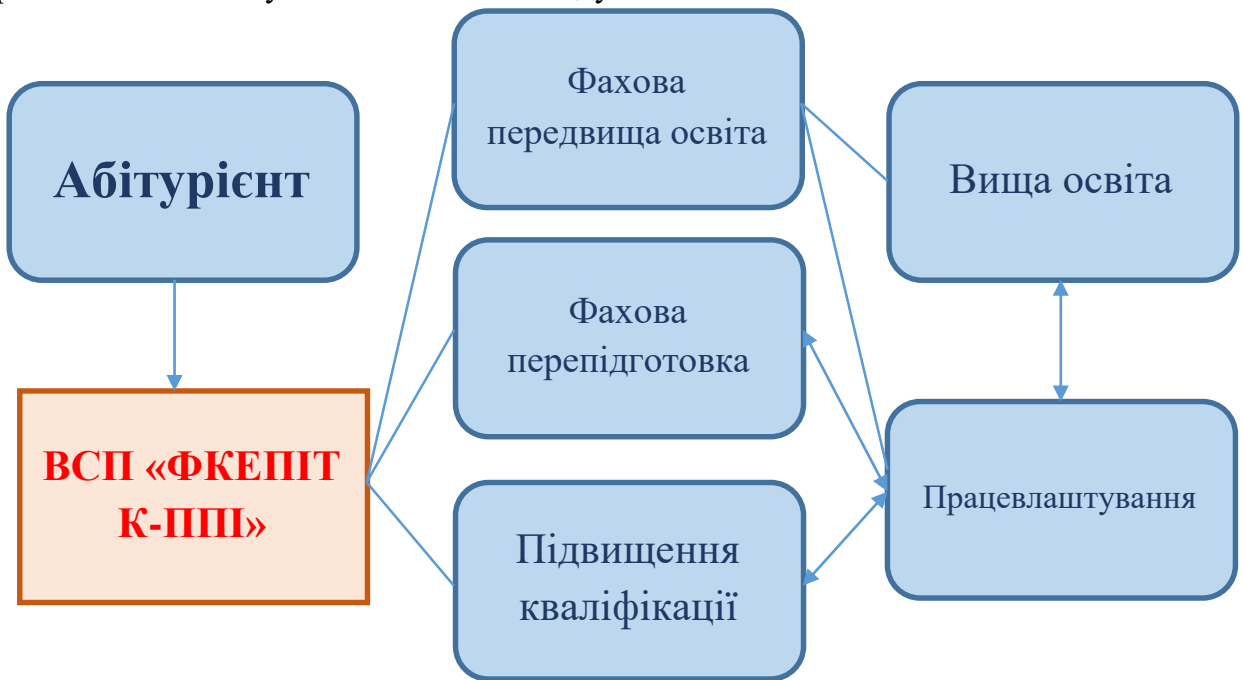 Абітурієнт
ВСП «ФКЕПІТ
К-ППІ»
Фахова
передвища освіта
Фахова
перепідготовка
Підвищення
кваліфікації
Вища освіта
Працевлаштування